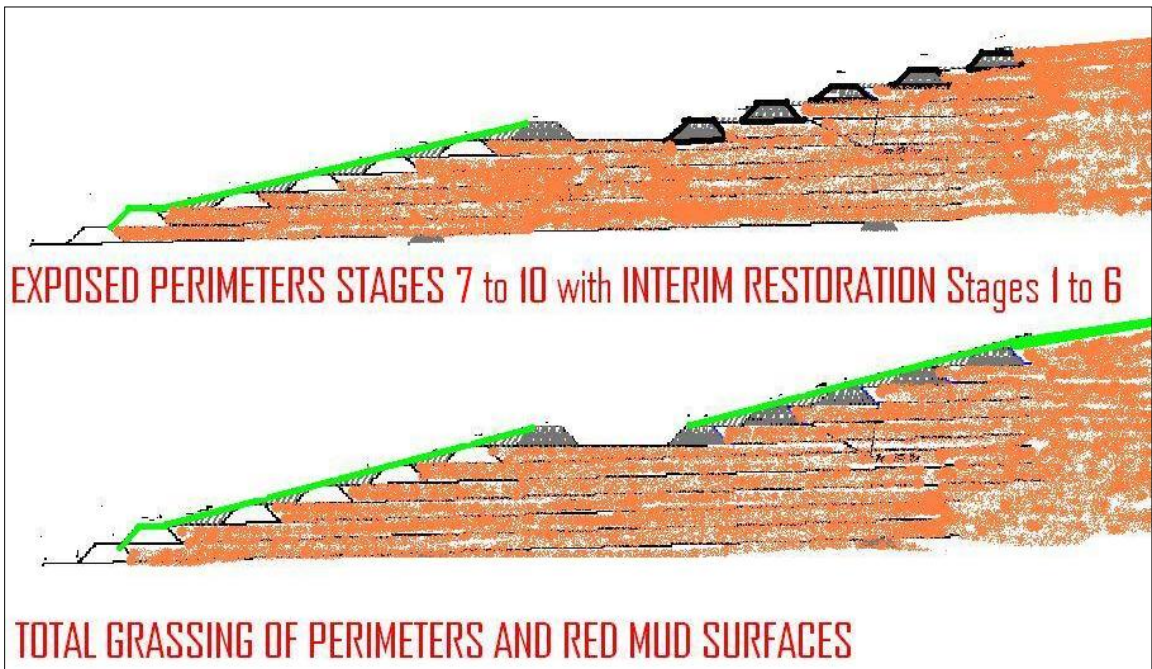 EXPOSED PERIMETERS STAGES 7 to 10 with INTERIM RESTORATION Stages 1 to 6
TOTAL GRASSING OF PERIMETERS AND RED MUD SURFACES